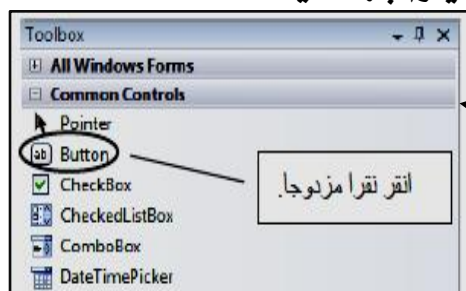 Toolbox
All Windows Forms
Common Controls
Pointer
Button
انقر نقرا مزدوجا.
CheckBox
CheckedListBox
ComboBox
DateTimePicker